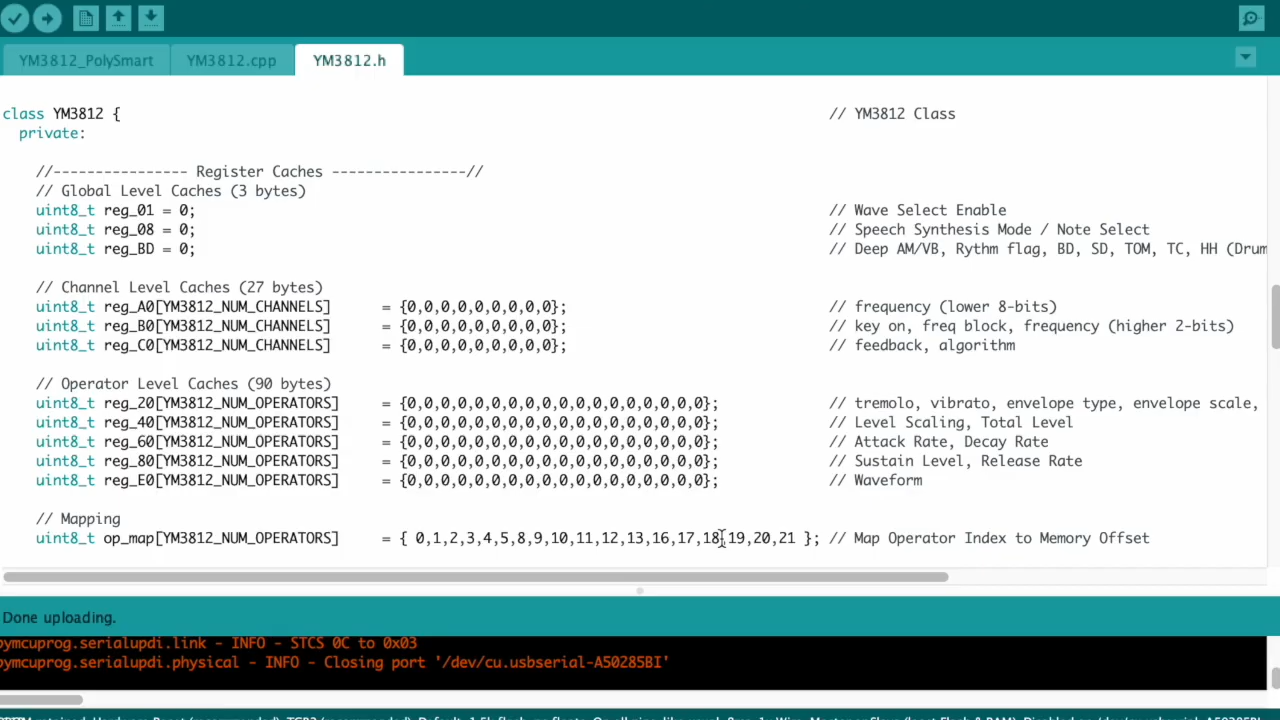 YM3812_PolySmart YM3812.cpp YM3812.h
class YM3812 { // YM3812 Class
private:
//---------------- Register Caches ----------------//
// Global Level Caches (3 bytes)
uint8_t reg_01 = 0; // Wave Select Enable
uint8_t reg_08 = 0; // Speech Synthesis Mode / Note Select
uint8_t reg_BD = 0; // Deep AM/VB, Rythm flag, BD, SD, TOM, TC, HH (Drum
// Channel Level Caches (27 bytes)
uint8_t reg_A0[YM3812_NUM_CHANNELS] = {0,0,0,0,0,0,0,0,0}; // frequency (lower 8-bits)
uint8_t reg_B0[YM3812_NUM_CHANNELS] = {0,0,0,0,0,0,0,0,0}; // key on, freq block, frequency (higher 2-bits)
uint8_t reg_C0[YM3812_NUM_CHANNELS] = {0,0,0,0,0,0,0,0,0}; // feedback, algorithm
// Operator Level Caches (90 bytes)
uint8_t reg_20[YM3812_NUM_OPERATORS] = {0,0,0,0,0,0,0,0,0,0,0,0,0,0,0,0,0,0}; // tremolo, vibrato, envelope type, envelope scale,
uint8_t reg_40[YM3812_NUM_OPERATORS] = {0,0,0,0,0,0,0,0,0,0,0,0,0,0,0,0,0,0}; // Level Scaling, Total Level
uint8_t reg_60[YM3812_NUM_OPERATORS] = {0,0,0,0,0,0,0,0,0,0,0,0,0,0,0,0,0,0}; // Attack Rate, Decay Rate
uint8_t reg_80[YM3812_NUM_OPERATORS] = {0,0,0,0,0,0,0,0,0,0,0,0,0,0,0,0,0,0}; // Sustain Level, Release Rate
uint8_t reg_E0[YM3812_NUM_OPERATORS] = {0,0,0,0,0,0,0,0,0,0,0,0,0,0,0,0,0,0}; // Waveform
// Mapping
uint8_t op_map[YM3812_NUM_OPERATORS] = { 0,1,2,3,4,5,8,9,10,11,12,13,16,17,18,19,20,21 }; // Map Operator Index to Memory Offset
Done uploading.
pymcuprog.serialupdi.link - INFO - STCS 0C to 0x03
pymcuprog.serialupdi.physical - INFO - Closing port '/dev/cu.usbserial-A50285BI'